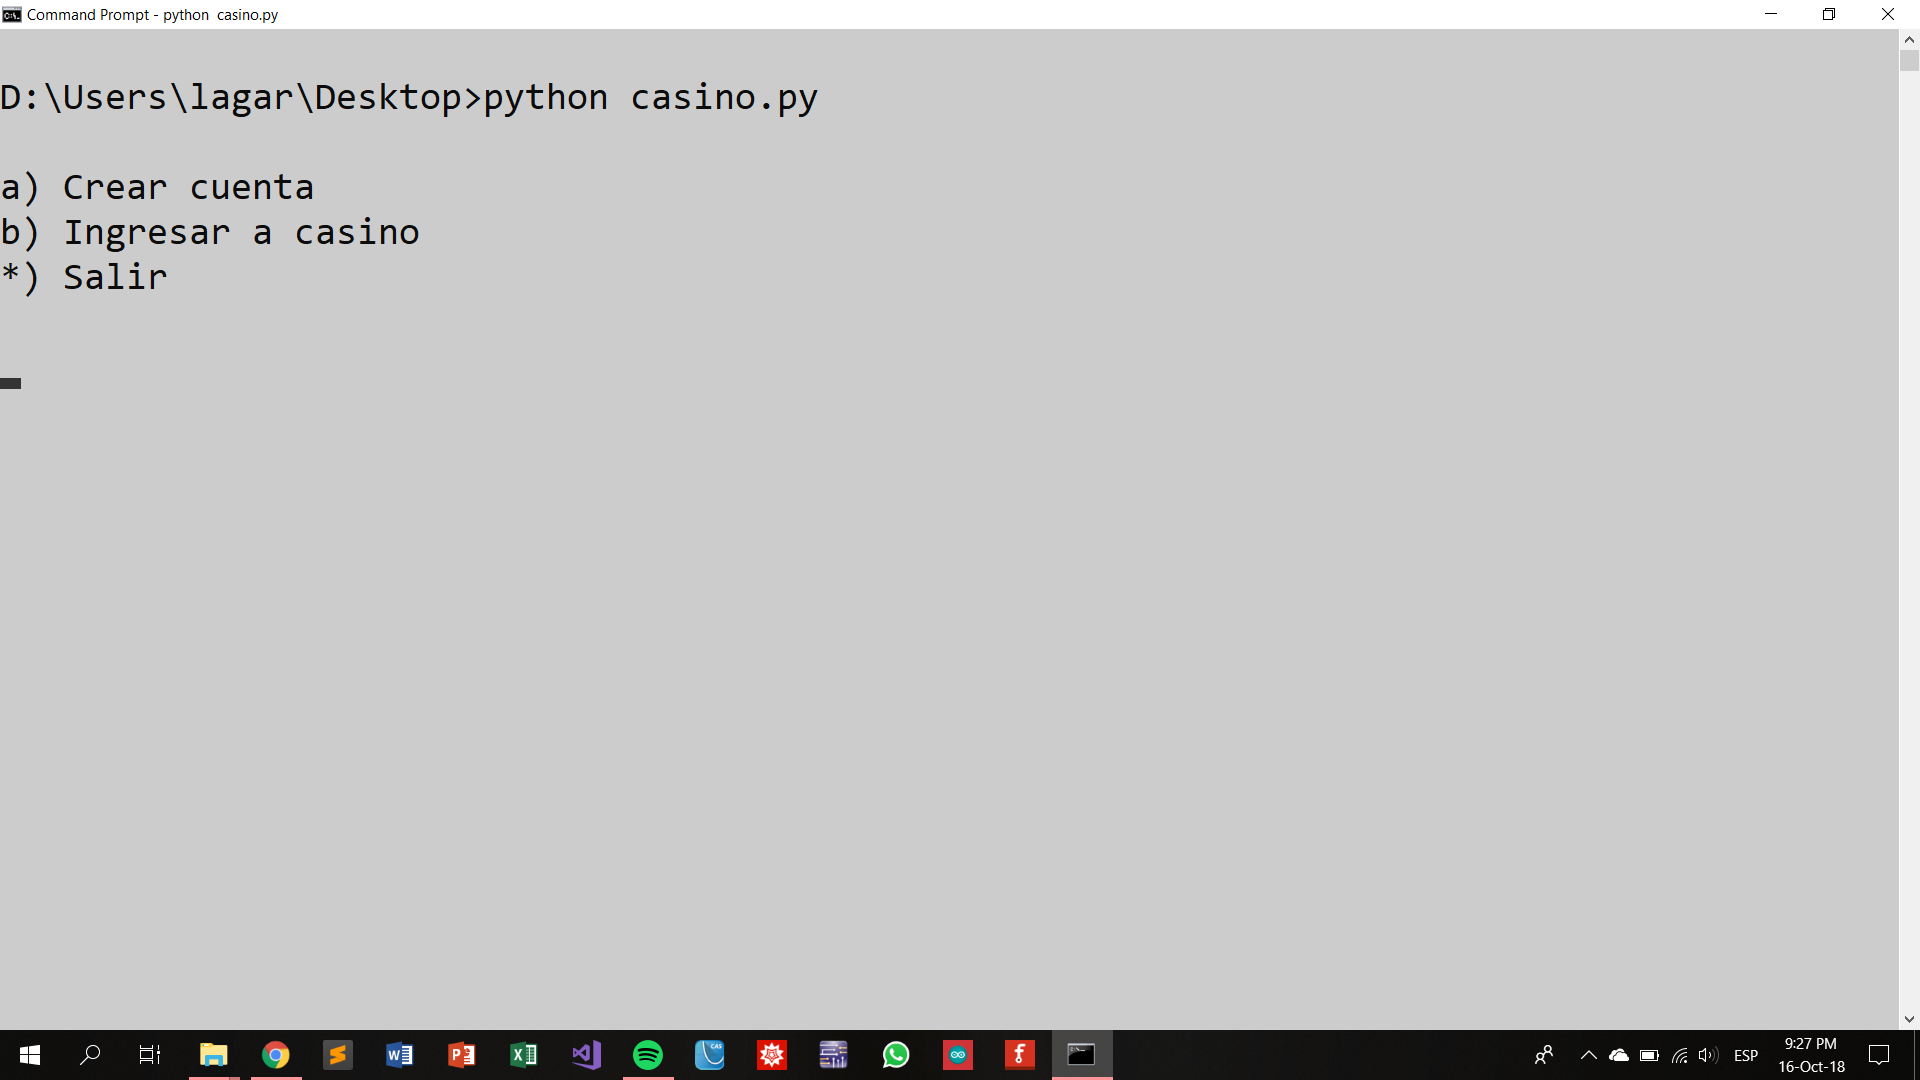 Command Prompt - python  casino.py
D:\Users\lagar\Desktop>python casino.py
a) Crear cuenta
b) Ingresar a casino
*) Salir
ESP
9:27 PM
16-Oct-18